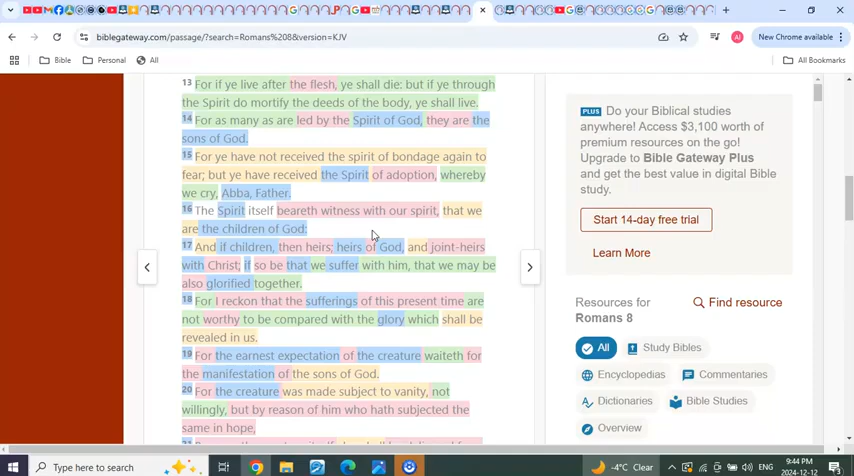 New Chrome available
biblegateway.com/passage/?search=Romans%208&version=KJV
AI
Bible
Personal
All
All Bookmarks
13 For if ye live after the flesh, ye shall die: but if ye through
the Spirit do mortify the deeds of the body, ye shall live.
14 For as many as are led by the Spirit of God, they are the
sons of God.
15 For ye have not received the spirit of bondage again to
fear; but ye have received the Spirit of adoption, whereby
we cry, Abba, Father.
16 The Spirit itself beareth witness with our spirit, that we
are the children of God:
17 And if children, then heirs; heirs of God, and joint-heirs
with Christ; if so be that we suffer with him, that we may be
also glorified together.
18 For I reckon that the sufferings of this present time are
not worthy to be compared with the glory which shall be
revealed in us.
19 For the earnest expectation of the creature waiteth for
the manifestation of the sons of God.
20 For the creature was made subject to vanity, not
willingly, but by reason of him who hath subjected the
same in hope,
PLUS Do your Biblical studies
anywhere! Access $3,100 worth of
premium resources on the go!
Upgrade to Bible Gateway Plus
and get the best value in digital Bible
study.
Start 14-day free trial
Learn More
Resources for
Romans 8
Find resource
All
Study Bibles
Encyclopedias
Commentaries
Dictionaries
Bible Studies
Overview
Type here to search
-4°C Clear
ENG
9:44 PM
2024-12-12